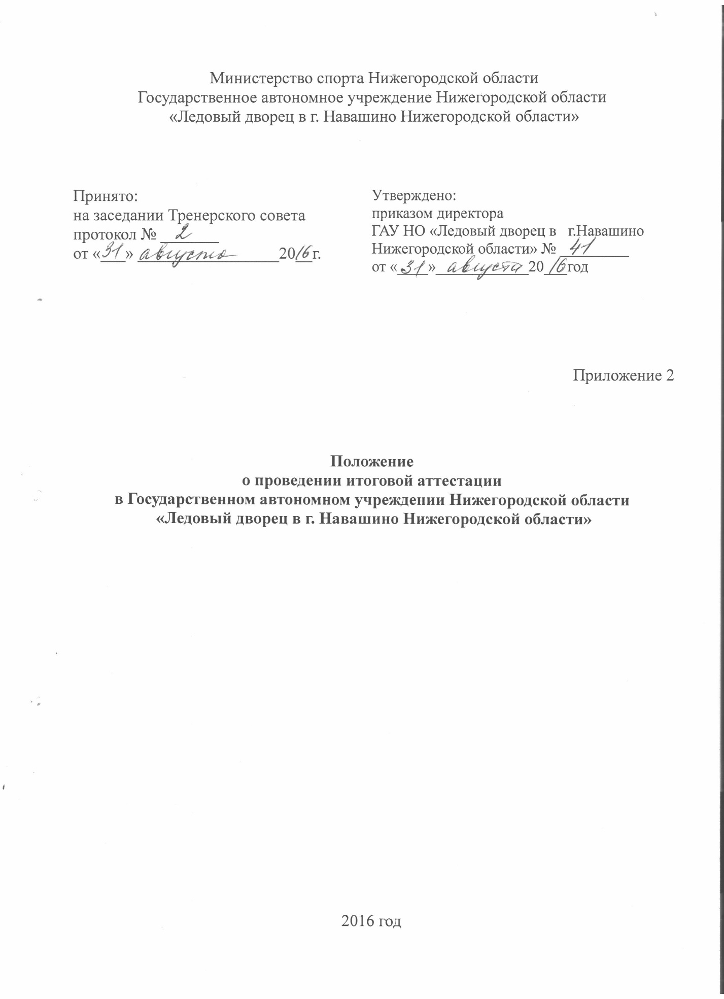 Министерство спорта Нижегородской области
Государственное автономное учреждение Нижегородской области
«Ледовый дворец в г. Навашино Нижегородской области»
Принято:
на заседании Тренерского совета
протокол № 2
от «31» августа 2016 г.
Утверждено:
приказом директора
ГАУ НО «Ледовый дворец в г.Навашино
Нижегородской области» № 41
от «31» августа 2016 год
Приложение 2
Положение
о проведении итоговой аттестации
в Государственном автономном учреждении Нижегородской области
«Ледовый дворец в г. Навашино Нижегородской области»
2016 год